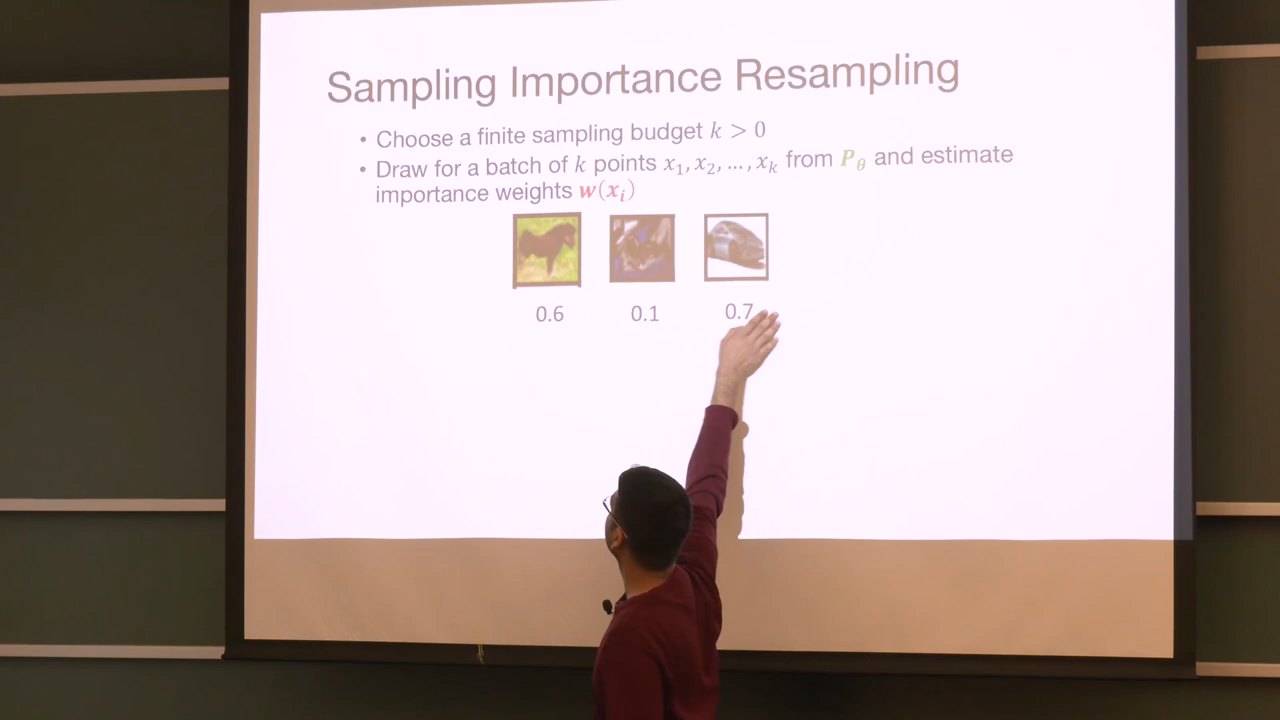 Sampling Importance Resampling
• Choose a finite sampling budget k > 0
• Draw for a batch of k points x₁, x₂, ..., xₖ from P_θ and estimate
importance weights w(xᵢ)
0.6 0.1 0.7